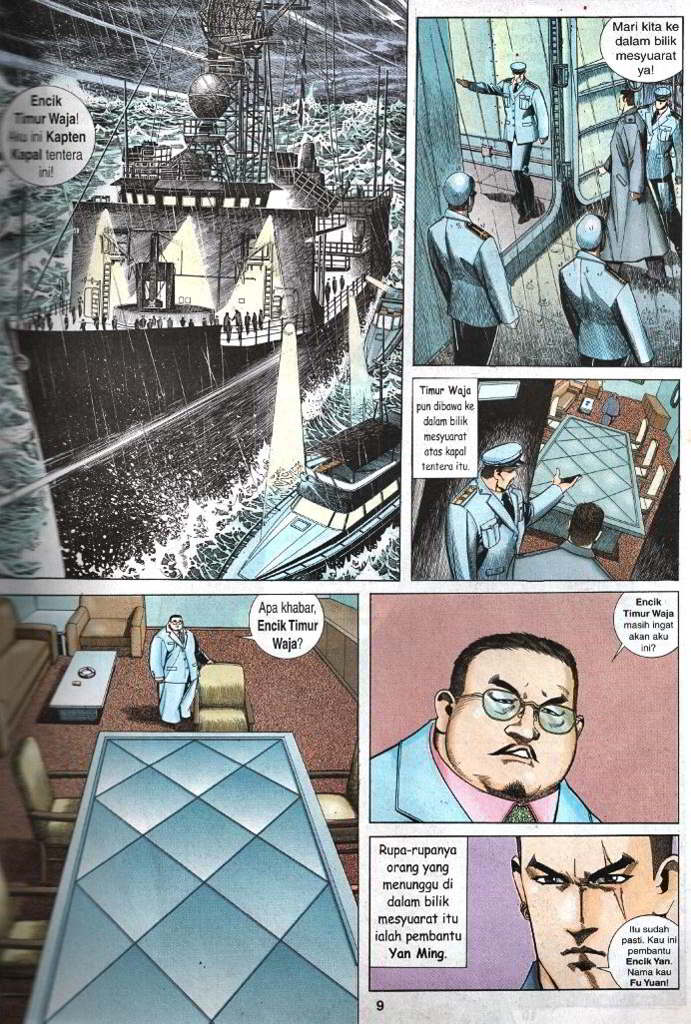 Encik
Timur Waja!
Aku ini Kapten
Kapal tentera
ini!
Mari kita ke
dalam bilik
mesyuarat
ya!
Timur Waja
pun dibawa ke
dalam bilik
mesyuarat
atas kapal
tentera itu.
Apa khabar,
Encik Timur
Waja?
Encik
Timur Waja
masih ingat
akan aku
ini?
Rupa-rupanya
orang yang
menunggu di
dalam bilik
mesyuarat itu
ialah pembantu
Yan Ming.
Itu sudah
pasti. Kau ini
pembantu
Encik Yan.
Nama kau
Fu Yuan!
9